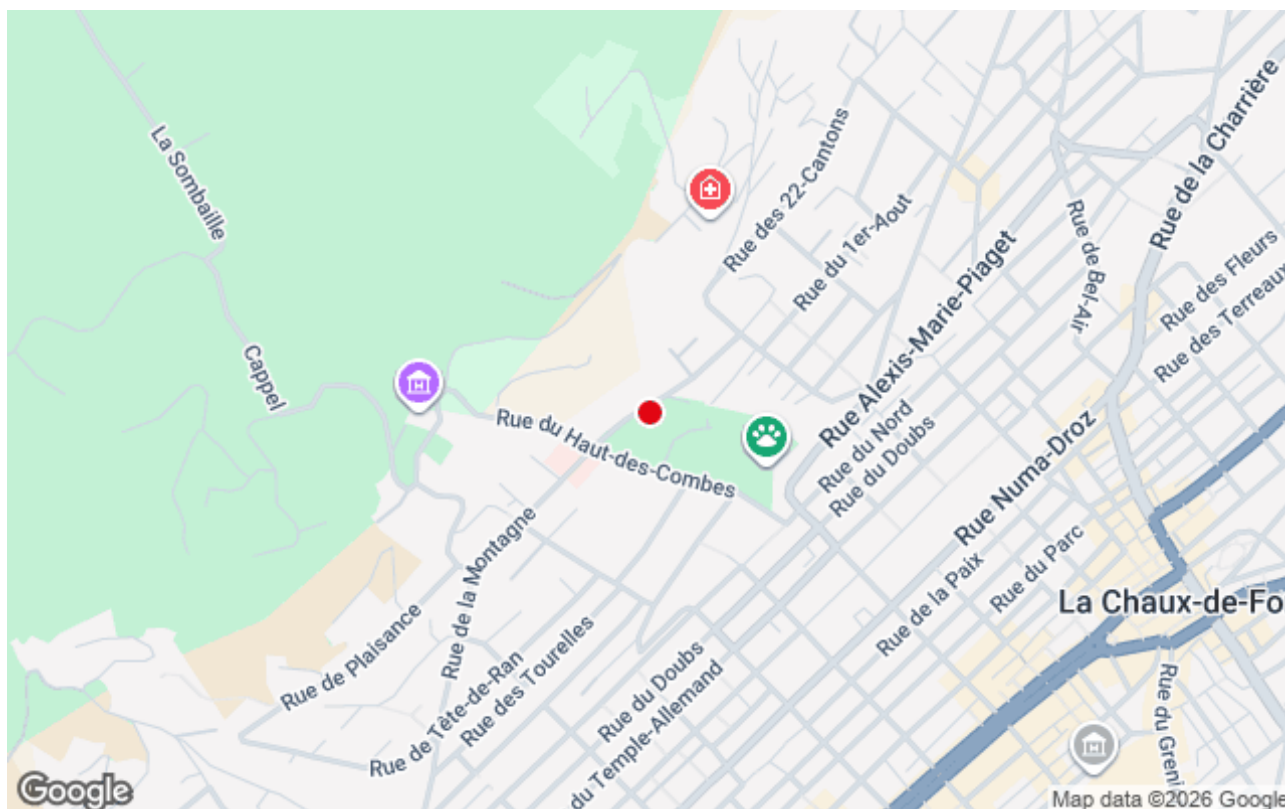 La Sombaille
Cappel
Rue des 22-Cantons
Rue du 1er-Aout
Rue de la Charrière
Rue de Bel-Air
Rue des Fleurs
Rue des Terreaux
Rue Alexis-Marie-Piaget
Rue du Haut-des-Combes
Rue du Nord
Rue du Doubs
Rue Numa-Droz
Rue du Parc
Rue de la Paix
La Chaux-de-Fo
Rue de la Montagne
Rue de Plaisance
Rue des Tourelles
Rue de Tête-de-Ran
Rue du Doubs
du Temple-Allemand
Rue du Greni
H
Google
Map data ©2026 Google